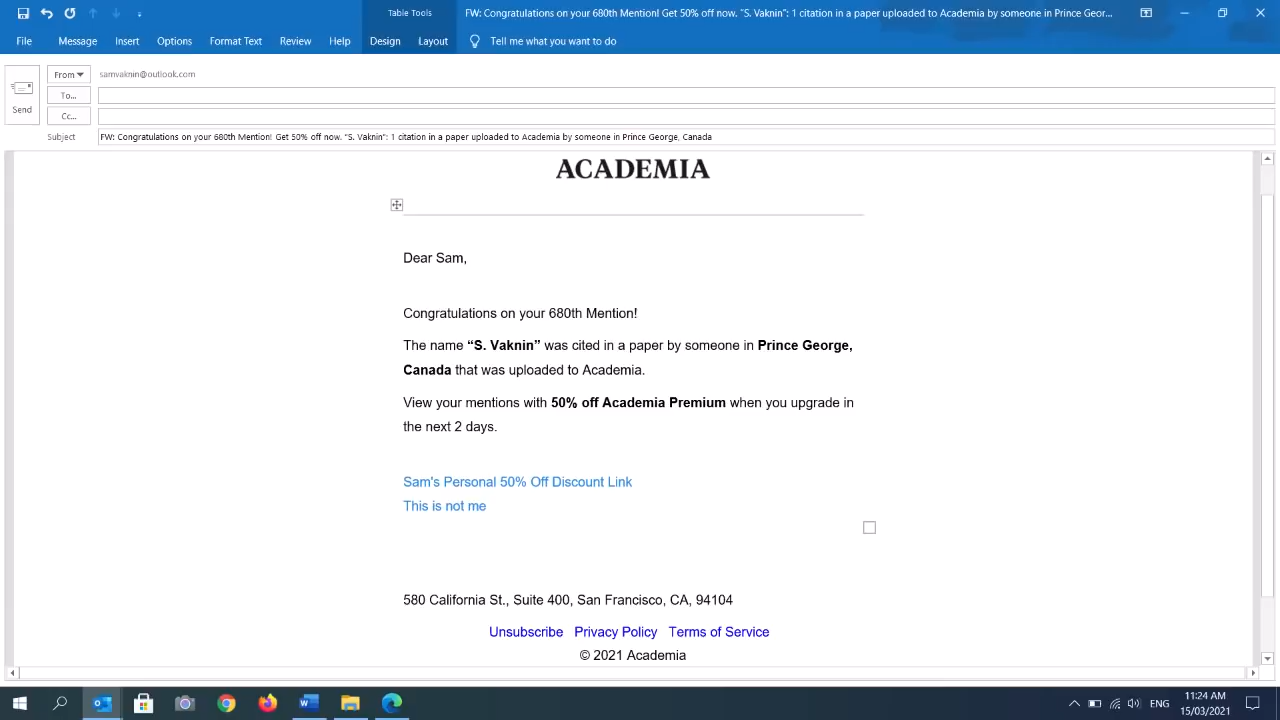 Table Tools
FW: Congratulations on your 680th Mention! Get 50% off now. “S. Vaknin”: 1 citation in a paper uploaded to Academia by someone in Prince Geor...
File Message Insert Options Format Text Review Help Design Layout Tell me what you want to do
From samvaknin@outlook.com
To...
Send
Cc...
Subject FW: Congratulations on your 680th Mention! Get 50% off now. “S. Vaknin”: 1 citation in a paper uploaded to Academia by someone in Prince George, Canada
ACADEMIA
Dear Sam,
Congratulations on your 680th Mention!
The name “S. Vaknin” was cited in a paper by someone in Prince George,
Canada that was uploaded to Academia.
View your mentions with 50% off Academia Premium when you upgrade in
the next 2 days.
Sam's Personal 50% Off Discount Link
This is not me
580 California St., Suite 400, San Francisco, CA, 94104
Unsubscribe Privacy Policy Terms of Service
© 2021 Academia
11:24 AM
ENG
15/03/2021